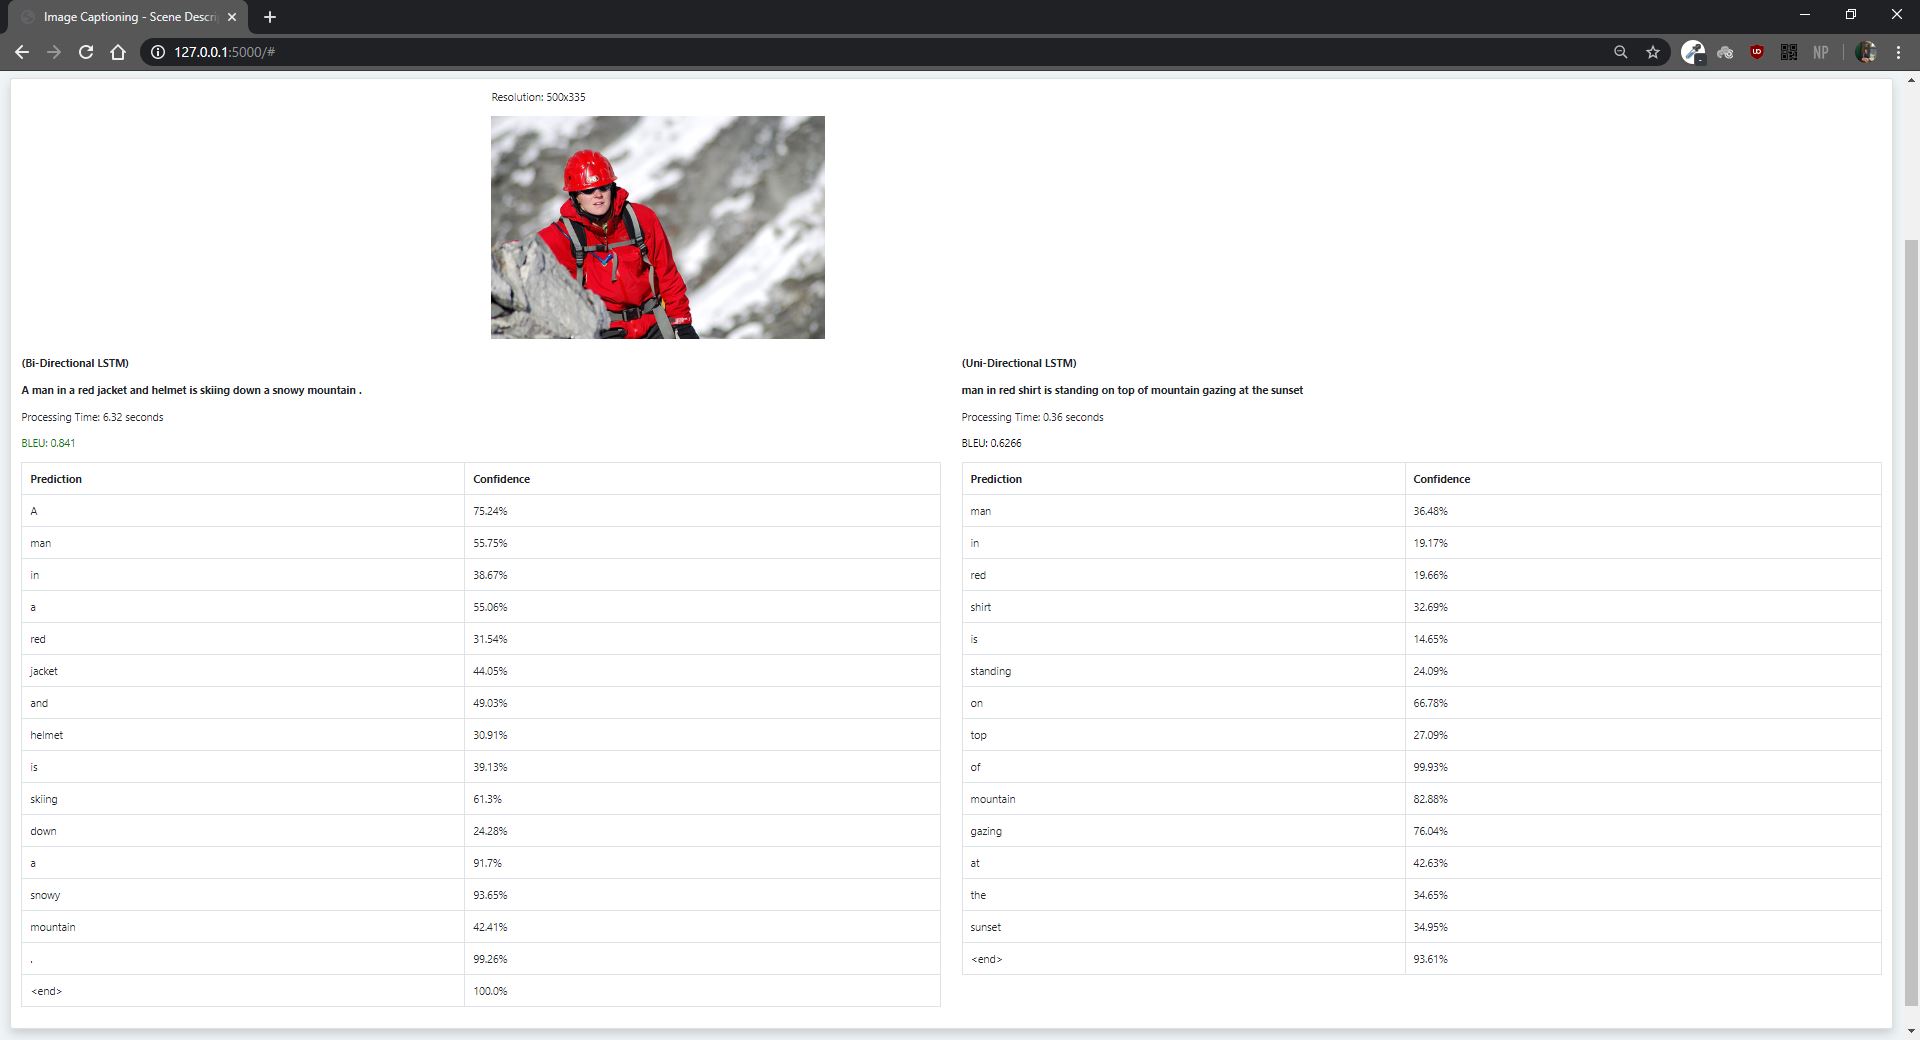 Image Captioning - Scene Descri
127.0.0.1:5000/#
NP
Resolution: 500x335
(Bi-Directional LSTM)
A man in a red jacket and helmet is skiing down a snowy mountain .
Processing Time: 6.32 seconds
BLEU: 0.841
Prediction Confidence
A 75.24%
man 55.75%
in 38.67%
a 55.06%
red 31.54%
jacket 44.05%
and 49.03%
helmet 30.91%
is 39.13%
skiing 61.3%
down 24.28%
a 91.7%
snowy 93.65%
mountain 42.41%
. 99.26%
<end> 100.0%
(Uni-Directional LSTM)
man in red shirt is standing on top of mountain gazing at the sunset
Processing Time: 0.36 seconds
BLEU: 0.6266
Prediction Confidence
man 36.48%
in 19.17%
red 19.66%
shirt 32.69%
is 14.65%
standing 24.09%
on 66.78%
top 27.09%
of 99.93%
mountain 82.88%
gazing 76.04%
at 42.63%
the 34.65%
sunset 34.95%
<end> 93.61%